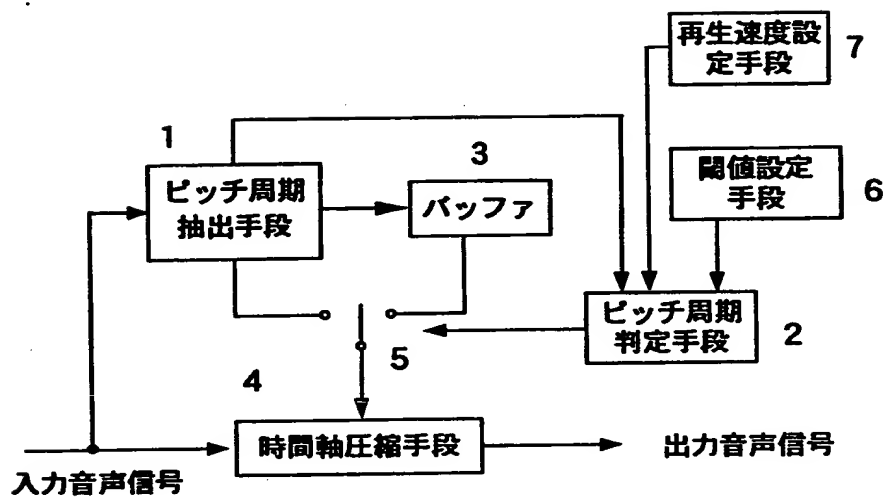 再生速度設
定手段
7
1
3
閾値設定
手段
6
ピッチ周期
抽出手段
バッファ
ピッチ周期
判定手段
2
5
4
時間軸圧縮手段
出力音声信号
入力音声信号